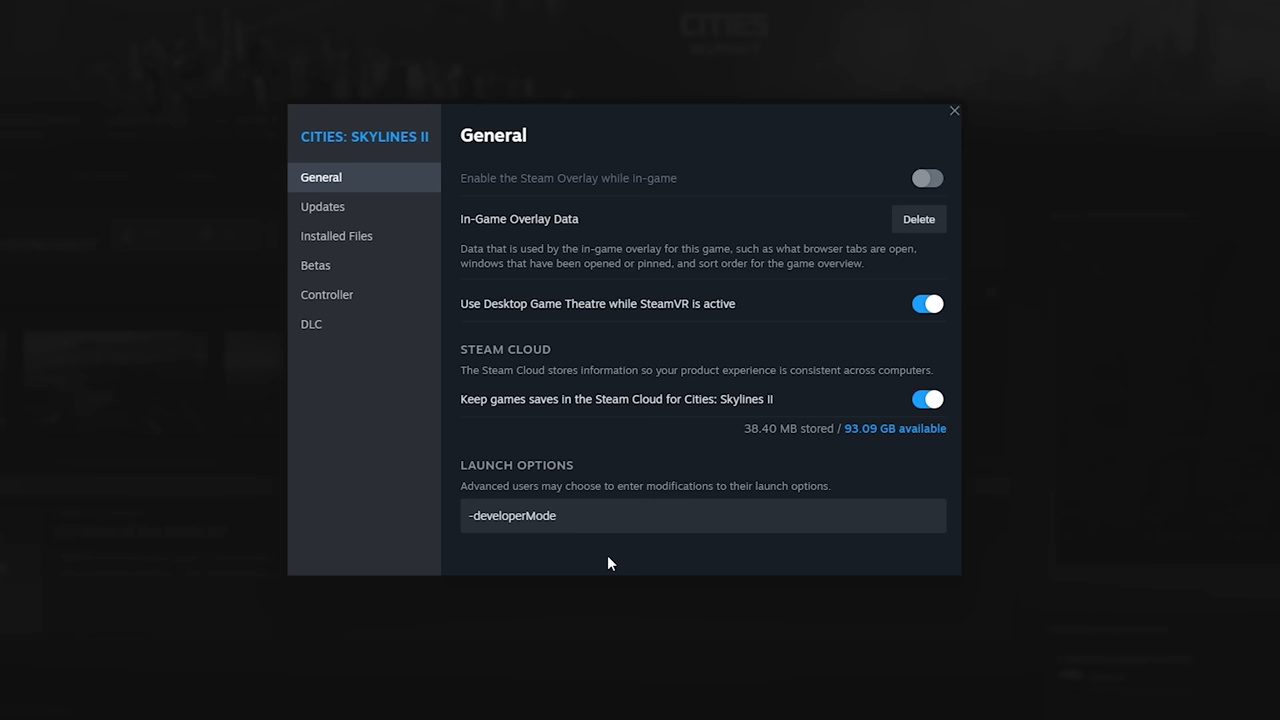 CITIES: SKYLINES II
General
Updates
Installed Files
Betas
Controller
DLC
General
Enable the Steam Overlay while in-game
In-Game Overlay Data
Delete
Data that is used by the in-game overlay for this game, such as what browser tabs are open,
windows that have been opened or pinned, and sort order for the game overview.
Use Desktop Game Theatre while SteamVR is active
STEAM CLOUD
The Steam Cloud stores information so your product experience is consistent across computers.
Keep games saves in the Steam Cloud for Cities: Skylines II
38.40 MB stored / 93.09 GB available
LAUNCH OPTIONS
Advanced users may choose to enter modifications to their launch options.
-developerMode